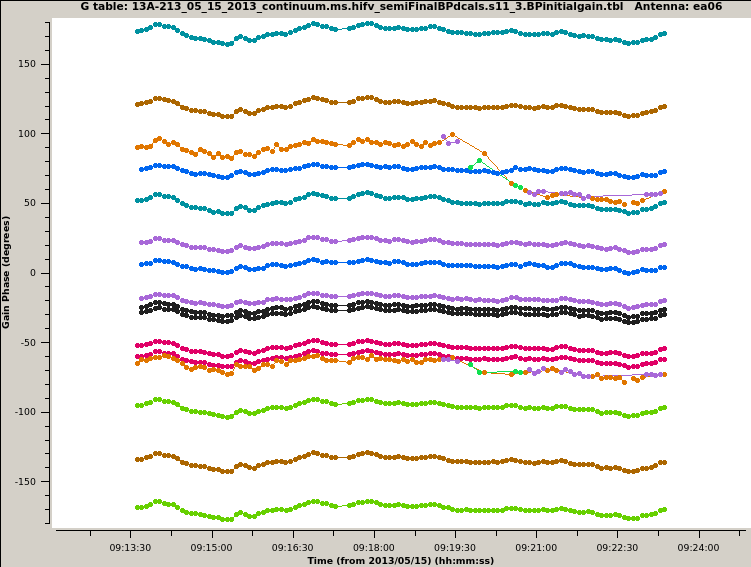 G table: 13A-213_05_15_2013_continuum.ms.hifv_semiFinalBPdcals.s11_3.BPinitialgain.tbl   Antenna: ea06
Gain Phase (degrees)
150
100
50
0
-50
-100
-150
09:13:30 09:15:00 09:16:30 09:18:00 09:19:30 09:21:00 09:22:30 09:24:00
Time (from 2013/05/15) (hh:mm:ss)